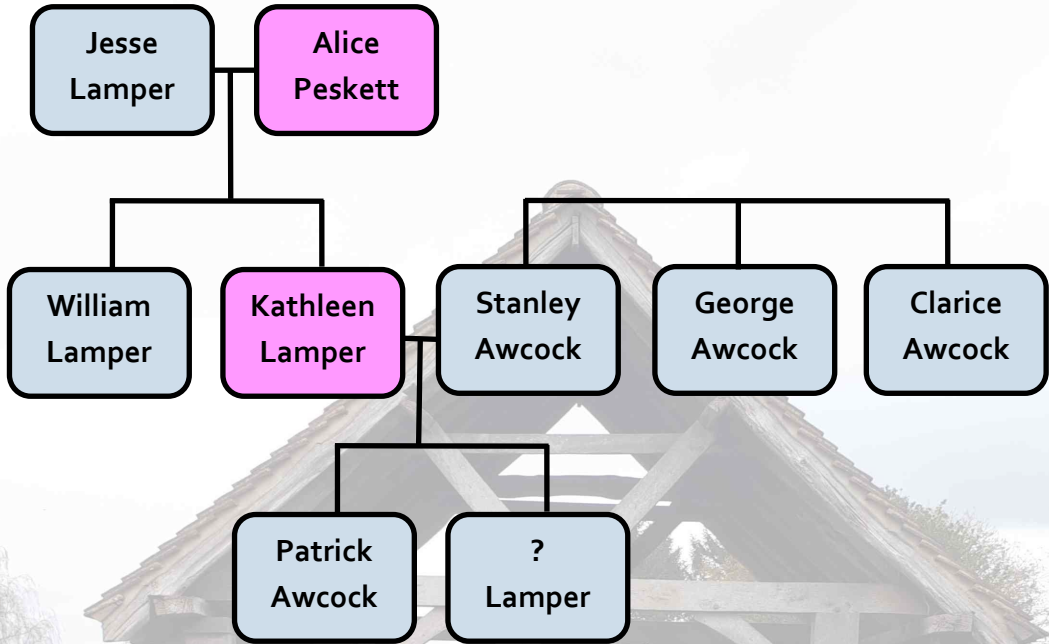 Jesse
Lamper
Alice
Peskett
William
Lamper
Kathleen
Lamper
Stanley
Awcock
George
Awcock
Clarice
Awcock
Patrick
Awcock
?
Lamper